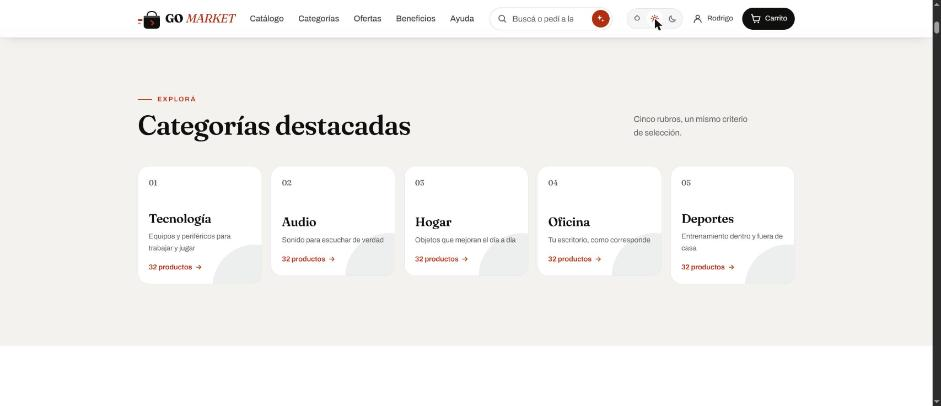 GO MARKET
Catálogo
Categorías
Ofertas
Beneficios
Ayuda
Buscá o pedí a la
Rodrigo
Carrito
EXPLORÁ
Categorías destacadas
Cinco rubros, un mismo criterio
de selección.
01
Tecnología
Equipos y periféricos para
trabajar y jugar
32 productos →
02
Audio
Sonido para escuchar de verdad
32 productos →
03
Hogar
Objetos que mejoran el día a día
32 productos →
04
Oficina
Tu escritorio, como corresponde
32 productos →
05
Deportes
Entrenamiento dentro y fuera de
casa
32 productos →